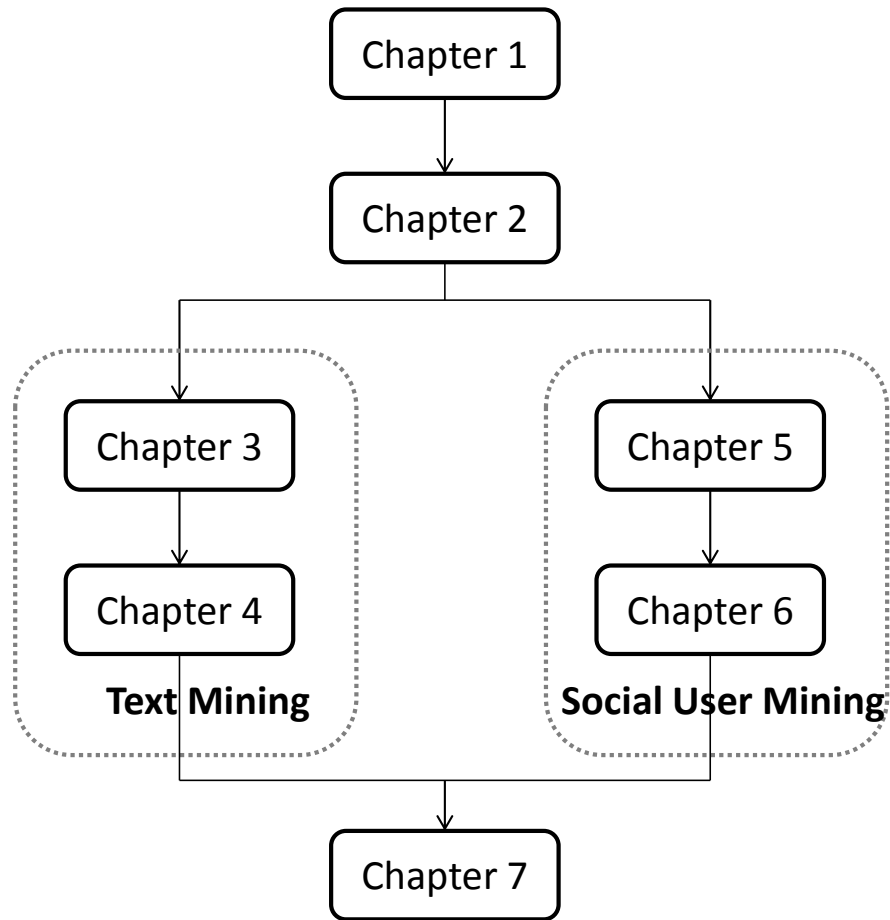 Chapter 1
Chapter 2
Chapter 3
Chapter 4
Text Mining
Chapter 5
Chapter 6
Social User Mining
Chapter 7